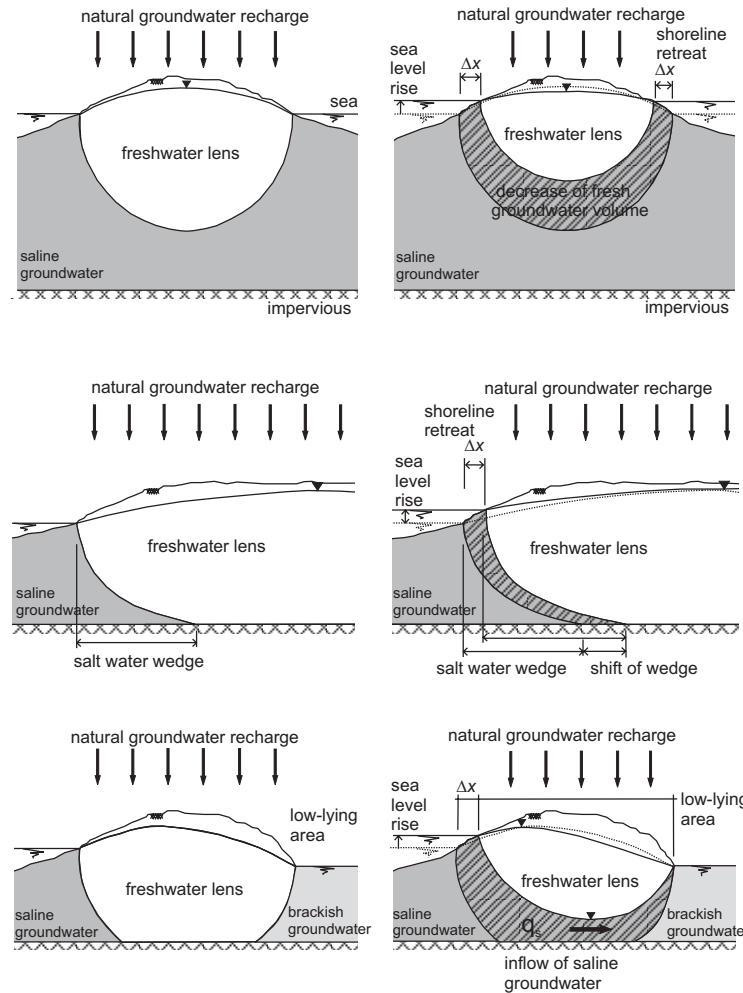 natural groundwater recharge
sea
freshwater lens
saline
groundwater
impervious
natural groundwater recharge
shoreline
retreat
sea
level
rise
Δx
Δx
freshwater lens
decrease of fresh
groundwater volume
saline
groundwater
impervious
natural groundwater recharge
freshwater lens
saline
groundwater
salt water wedge
natural groundwater recharge
shoreline
retreat
Δx
sea
level
rise
freshwater lens
saline
groundwater
salt water wedge
shift of wedge
natural groundwater recharge
low-lying
area
freshwater lens
saline
groundwater
brackish
groundwater
natural groundwater recharge
sea
level
rise
Δx
low-lying
area
freshwater lens
saline
groundwater
qs
brackish
groundwate
inflow of saline
groundwater